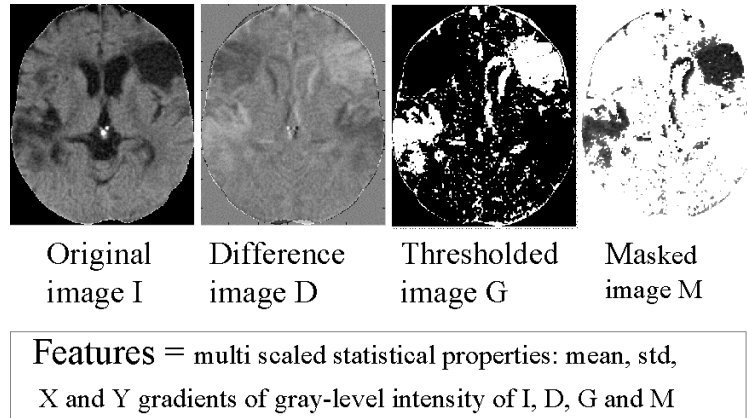 Original Difference Thresholded Masked
image I image D image G image M
Features = multi scaled statistical properties: mean, std,
X and Y gradients of gray-level intensity of I, D, G and M